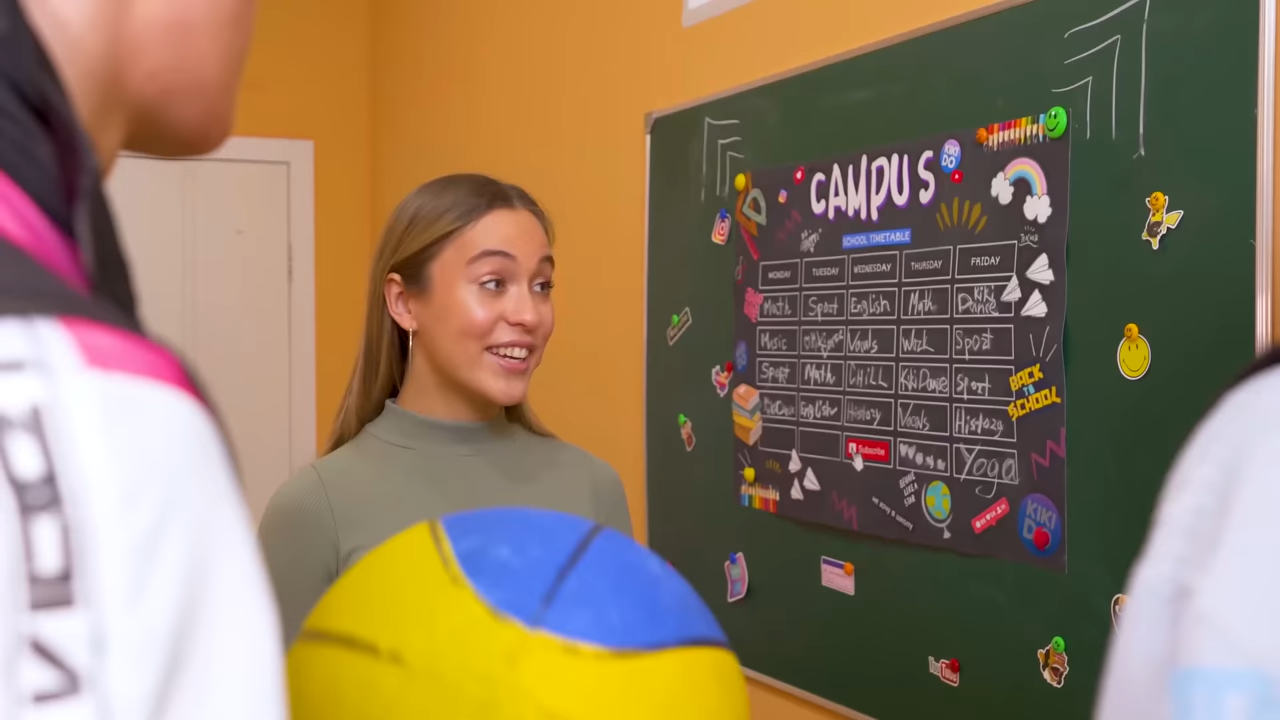 CAMPUS
KIKI DO
SCHOOL TIMETABLE
MONDAY TUESDAY WEDNESDAY THURSDAY FRIDAY
Math Sport English Math Kiki Dance
Music Vocals Work Sport
Sport Math CHiLL Kiki Dance Sport
English History Vocals History
Subscribe Yoga
BACK
TO
SCHOOL
KIKI
DO
YouTube